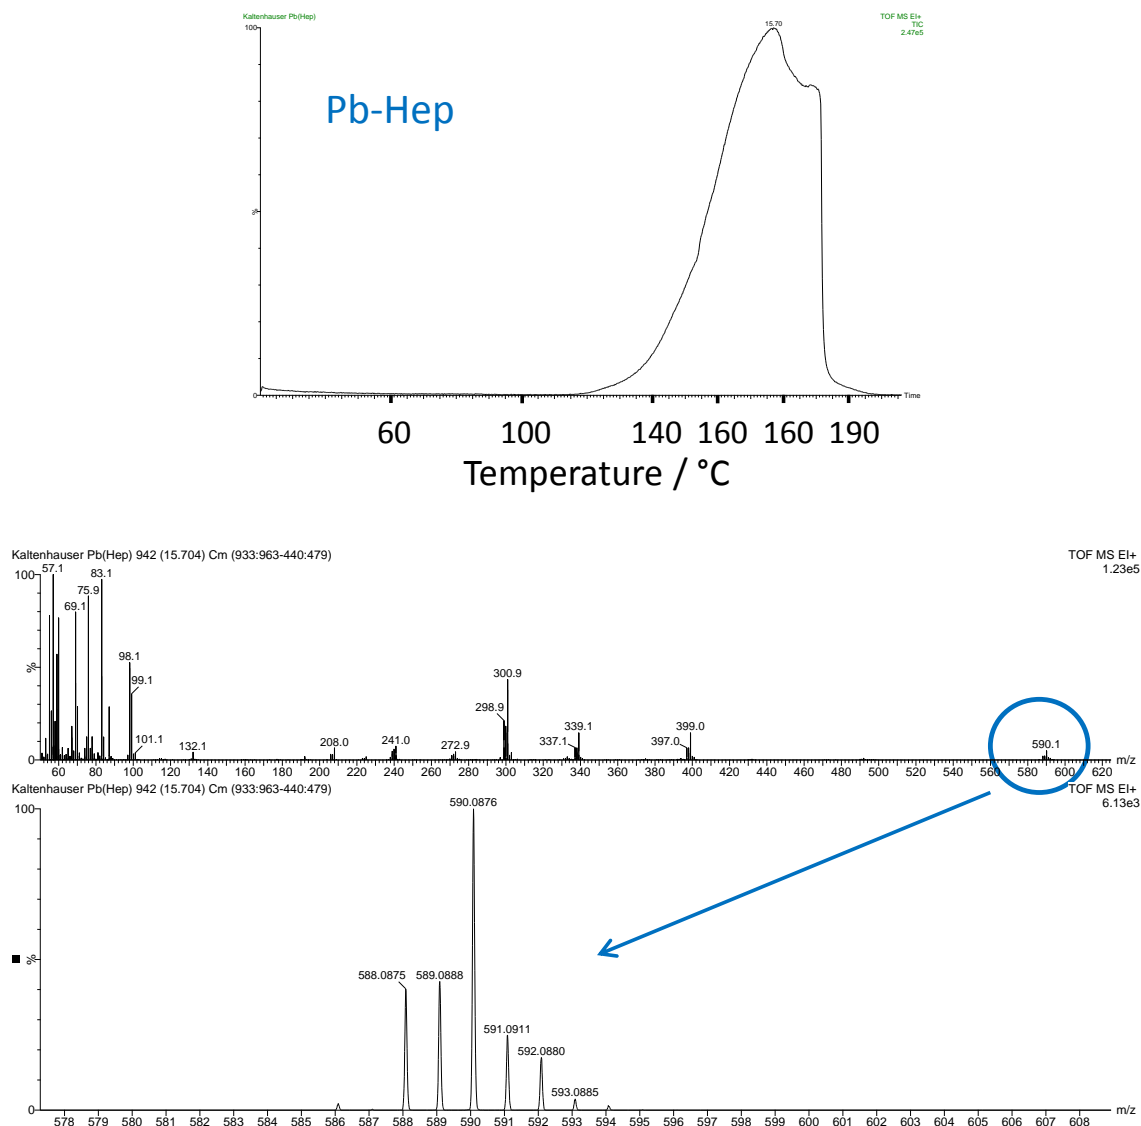 Kaltenhauser Pb(Hep)
TOF MS EI+
TIC
2.47e5
15.70
100
Pb-Hep
%
0
Time
60 100 140 160 160 190
Temperature / °C
Kaltenhauser Pb(Hep) 942 (15.704) Cm (933:963-440:479)
TOF MS EI+
1.23e5
100
57.1
83.1
75.9
69.1
98.1
99.1
101.1
132.1
208.0
241.0
272.9
298.9
300.9
337.1
339.1
397.0
399.0
590.1
%
0
m/z
60 80 100 120 140 160 180 200 220 240 260 280 300 320 340 360 380 400 420 440 460 480 500 520 540 560 580 600 620
Kaltenhauser Pb(Hep) 942 (15.704) Cm (933:963-440:479)
TOF MS EI+
6.13e3
100
590.0876
588.0875
589.0888
591.0911
592.0880
593.0885
%
0
m/z
578 579 580 581 582 583 584 585 586 587 588 589 590 591 592 593 594 595 596 597 598 599 600 601 602 603 604 605 606 607 608